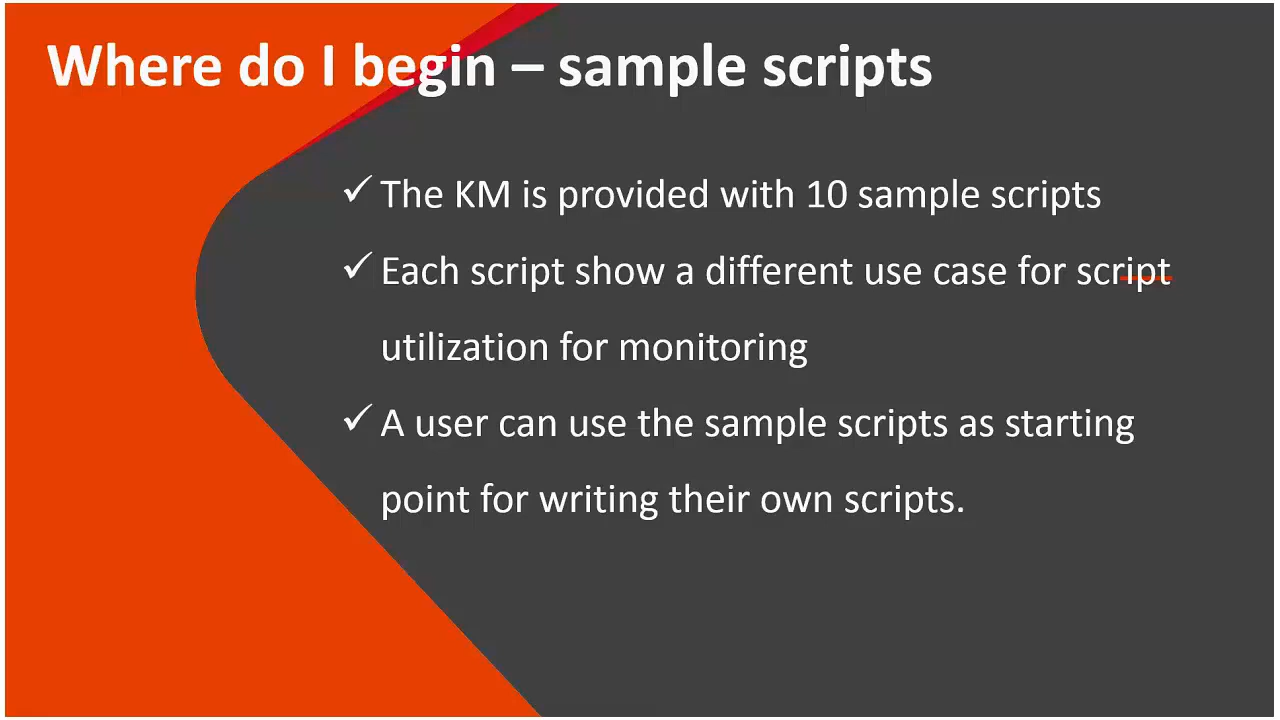 Where do I begin – sample scripts
✓ The KM is provided with 10 sample scripts
✓ Each script show a different use case for script
utilization for monitoring
✓ A user can use the sample scripts as starting
point for writing their own scripts.